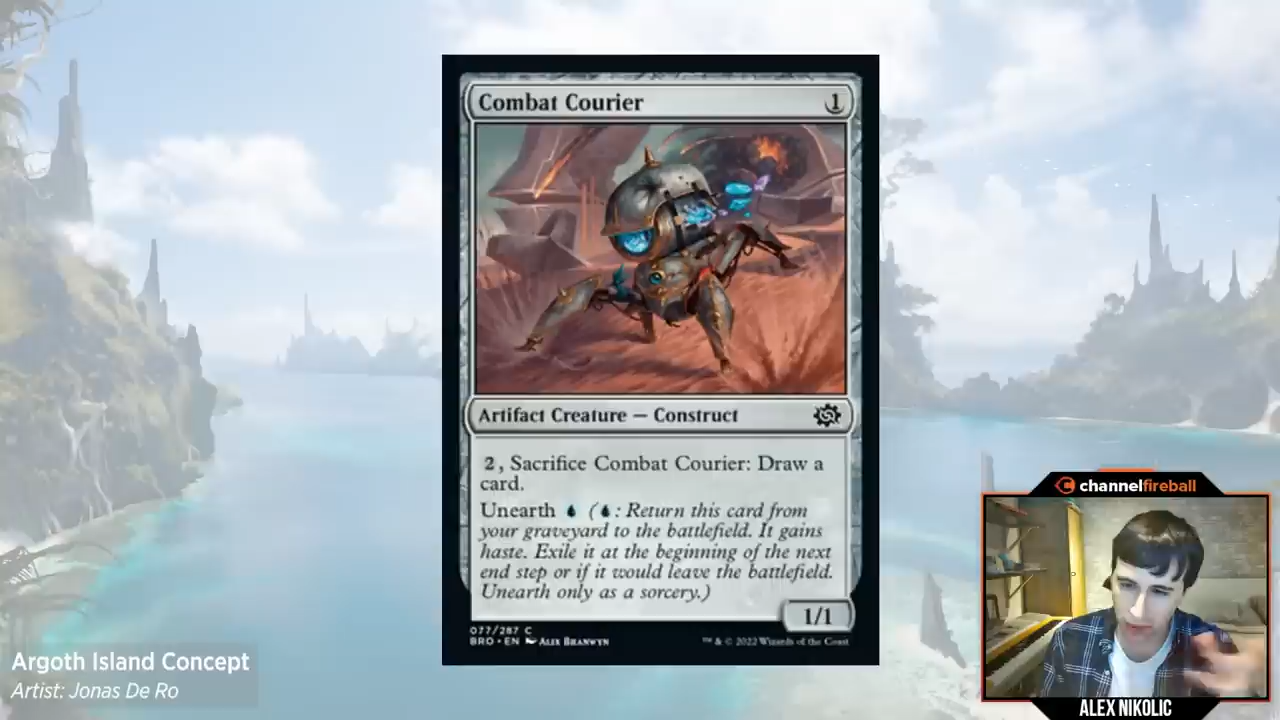 Combat Courier 1
Artifact Creature — Construct
2, Sacrifice Combat Courier: Draw a
card.
Unearth (: Return this card from
your graveyard to the battlefield. It gains
haste. Exile it at the beginning of the next
end step or if it would leave the battlefield.
Unearth only as a sorcery.)
1/1
077/287 C
BRO • EN ALIX BRANWYN
™ & © 2022 Wizards of the Coast
channelfireball
ALEX NIKOLIC
Argoth Island Concept
Artist: Jonas De Ro